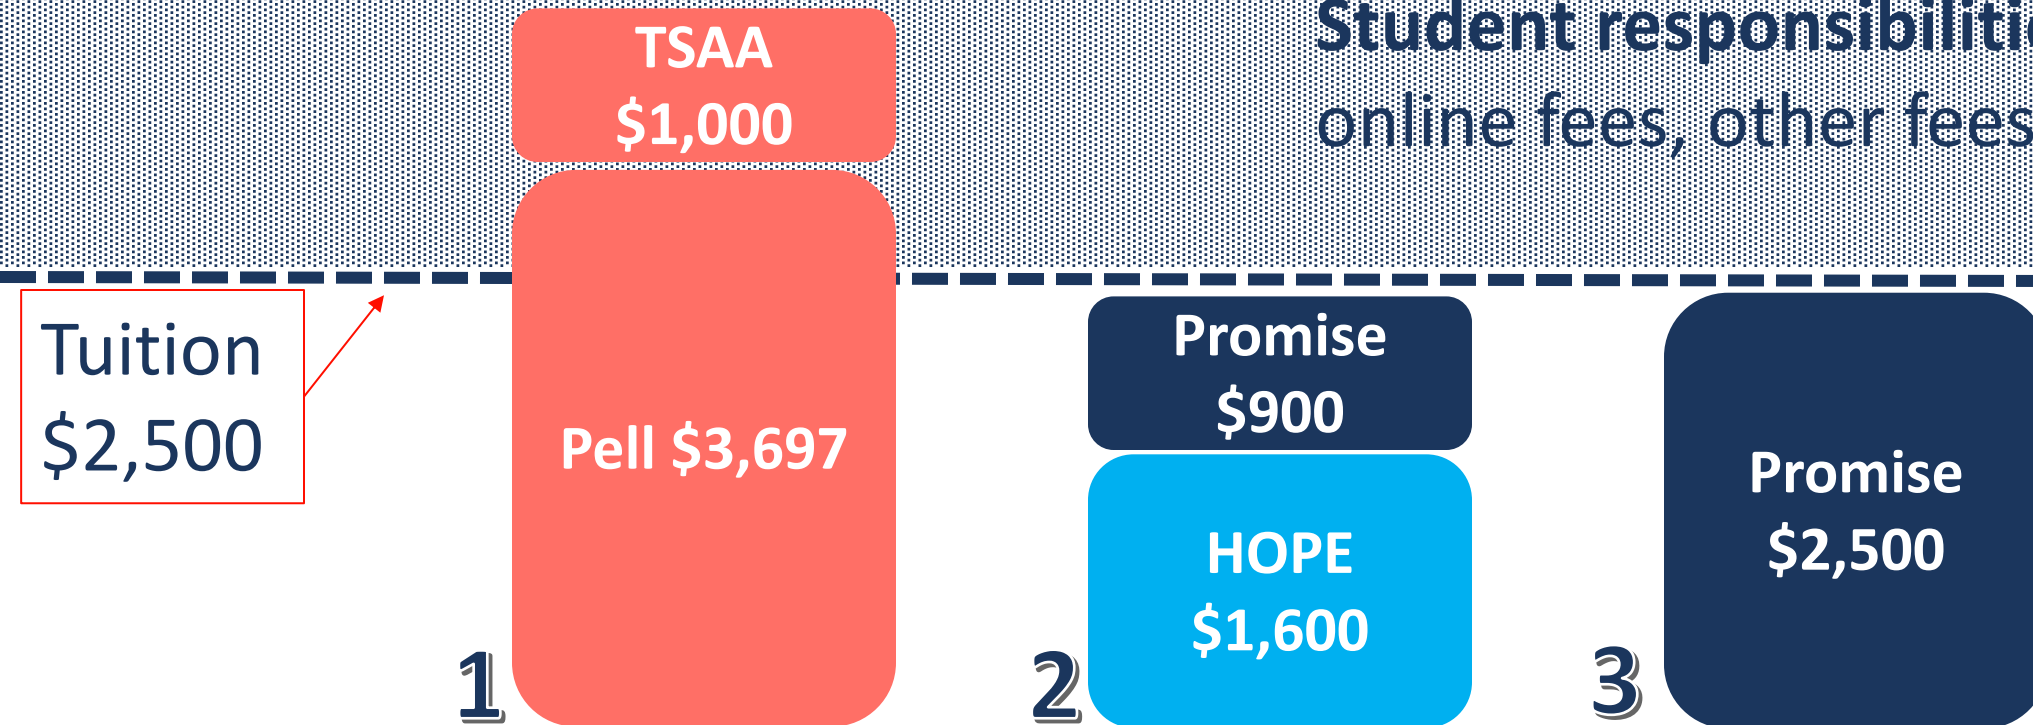 Student responsibilitie
online fees, other fees
TSAA
$1,000
Tuition
$2,500
Pell $3,697
Promise
$900
HOPE
$1,600
Promise
$2,500
1
2
3